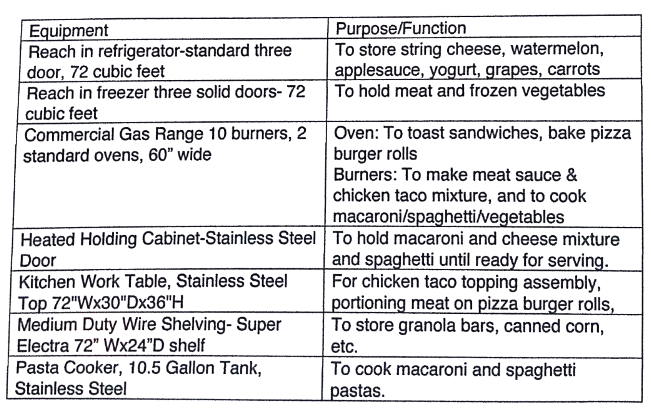 Equipment
Purpose/Function
Reach in refrigerator-standard three
door, 72 cubic feet
To store string cheese, watermelon,
applesauce, yogurt, grapes, carrots
Reach in freezer three solid doors- 72
cubic feet
To hold meat and frozen vegetables
Commercial Gas Range 10 burners, 2
standard ovens, 60" wide
Oven: To toast sandwiches, bake pizza
burger rolls
Burners: To make meat sauce &
chicken taco mixture, and to cook
macaroni/spaghetti/vegetables
Heated Holding Cabinet-Stainless Steel
Door
To hold macaroni and cheese mixture
and spaghetti until ready for serving.
Kitchen Work Table, Stainless Steel
Top 72"Wx30"Dx36"H
For chicken taco topping assembly,
portioning meat on pizza burger rolls,
Medium Duty Wire Shelving- Super
Electra 72" Wx24"D shelf
To store granola bars, canned corn,
etc.
Pasta Cooker, 10.5 Gallon Tank,
Stainless Steel
To cook macaroni and spaghetti
pastas.